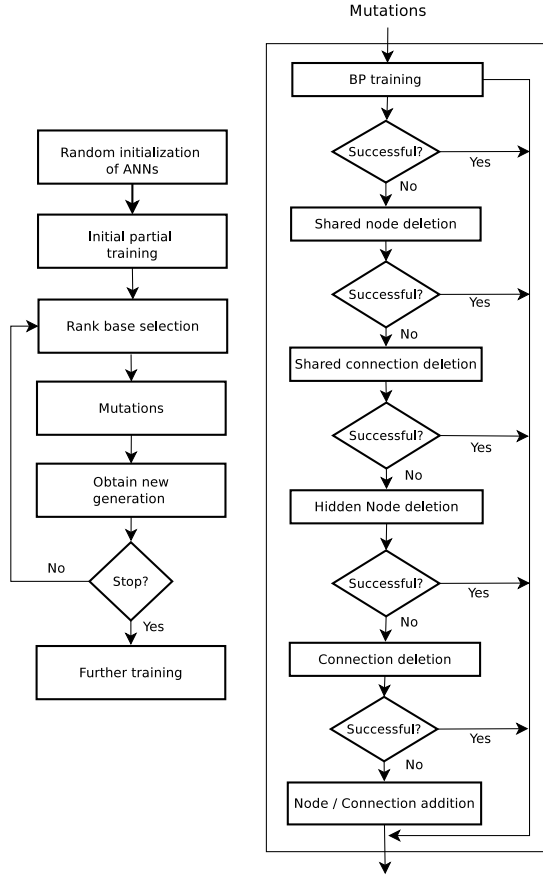 Random initialization
of ANNs
Initial partial
training
Rank base selection
Mutations
Obtain new
generation
No
Stop?
Yes
Further training
Mutations
BP training
Successful?
Yes
No
Shared node deletion
Successful?
Yes
No
Shared connection deletion
Successful?
Yes
No
Hidden Node deletion
Successful?
Yes
No
Connection deletion
Successful?
Yes
No
Node / Connection addition